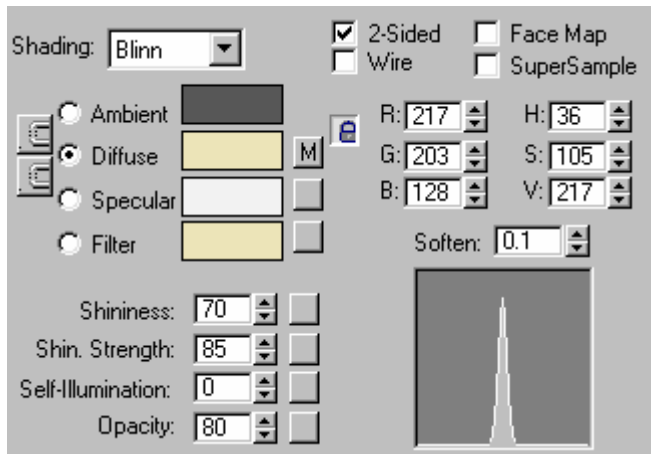 Shading: Blinn
2-Sided Face Map
Wire SuperSample
Ambient R: 217 H: 36
Diffuse M G: 203 S: 105
Specular B: 128 V: 217
Filter Soften: 0.1
Shininess: 70
Shin. Strength: 85
Self-Illumination: 0
Opacity: 80